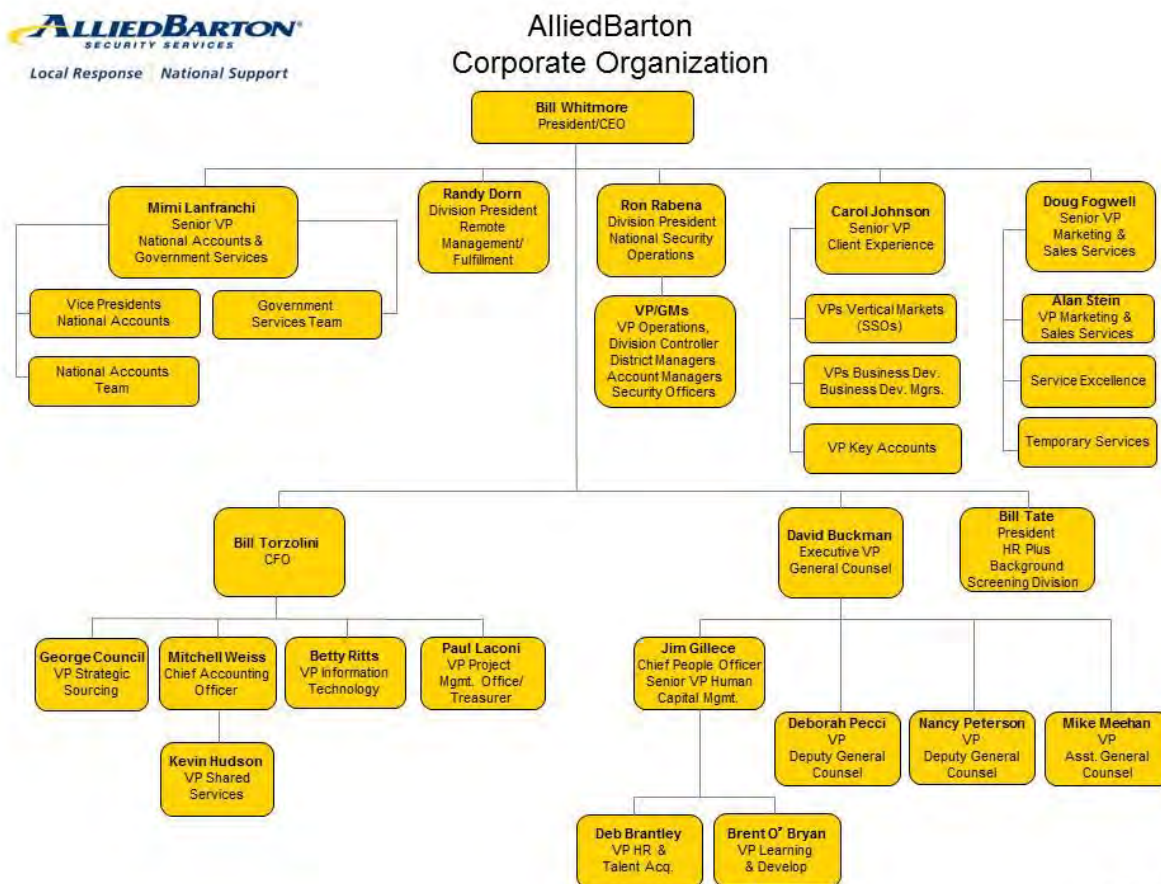 ALLIEDBARTON®
SECURITY SERVICES
Local Response National Support
AlliedBarton
Corporate Organization
Bill Whitmore
President/CEO
Mimi Lanfranchi
Senior VP
National Accounts &
Government Services
Randy Dorn
Division President
Remote
Management/
Fulfillment
Ron Rabena
Division President
National Security
Operations
Carol Johnson
Senior VP
Client Experience
Doug Fogwell
Senior VP
Marketing &
Sales Services
Vice Presidents
National Accounts
Government
Services Team
National Accounts
Team
VP/GMs
VP Operations,
Division Controller
District Managers
Account Managers
Security Officers
VPs Vertical Markets
(SSOs)
VPs Business Dev.
Business Dev. Mgrs.
VP Key Accounts
Alan Stein
VP Marketing &
Sales Services
Service Excellence
Temporary Services
Bill Torzolini
CFO
David Buckman
Executive VP
General Counsel
Bill Tate
President
HR Plus
Background
Screening Division
George Council
VP Strategic
Sourcing
Mitchell Weiss
Chief Accounting
Officer
Betty Ritts
VP Information
Technology
Paul Laconi
VP Project
Mgmt. Office/
Treasurer
Kevin Hudson
VP Shared
Services
Jim Gillece
Chief People Officer
Senior VP Human
Capital Mgmt.
Deborah Pecci
VP
Deputy General
Counsel
Nancy Peterson
VP
Deputy General
Counsel
Mike Meehan
VP
Asst. General
Counsel
Deb Brantley
VP HR &
Talent Acq.
Brent O' Bryan
VP Learning
& Develop